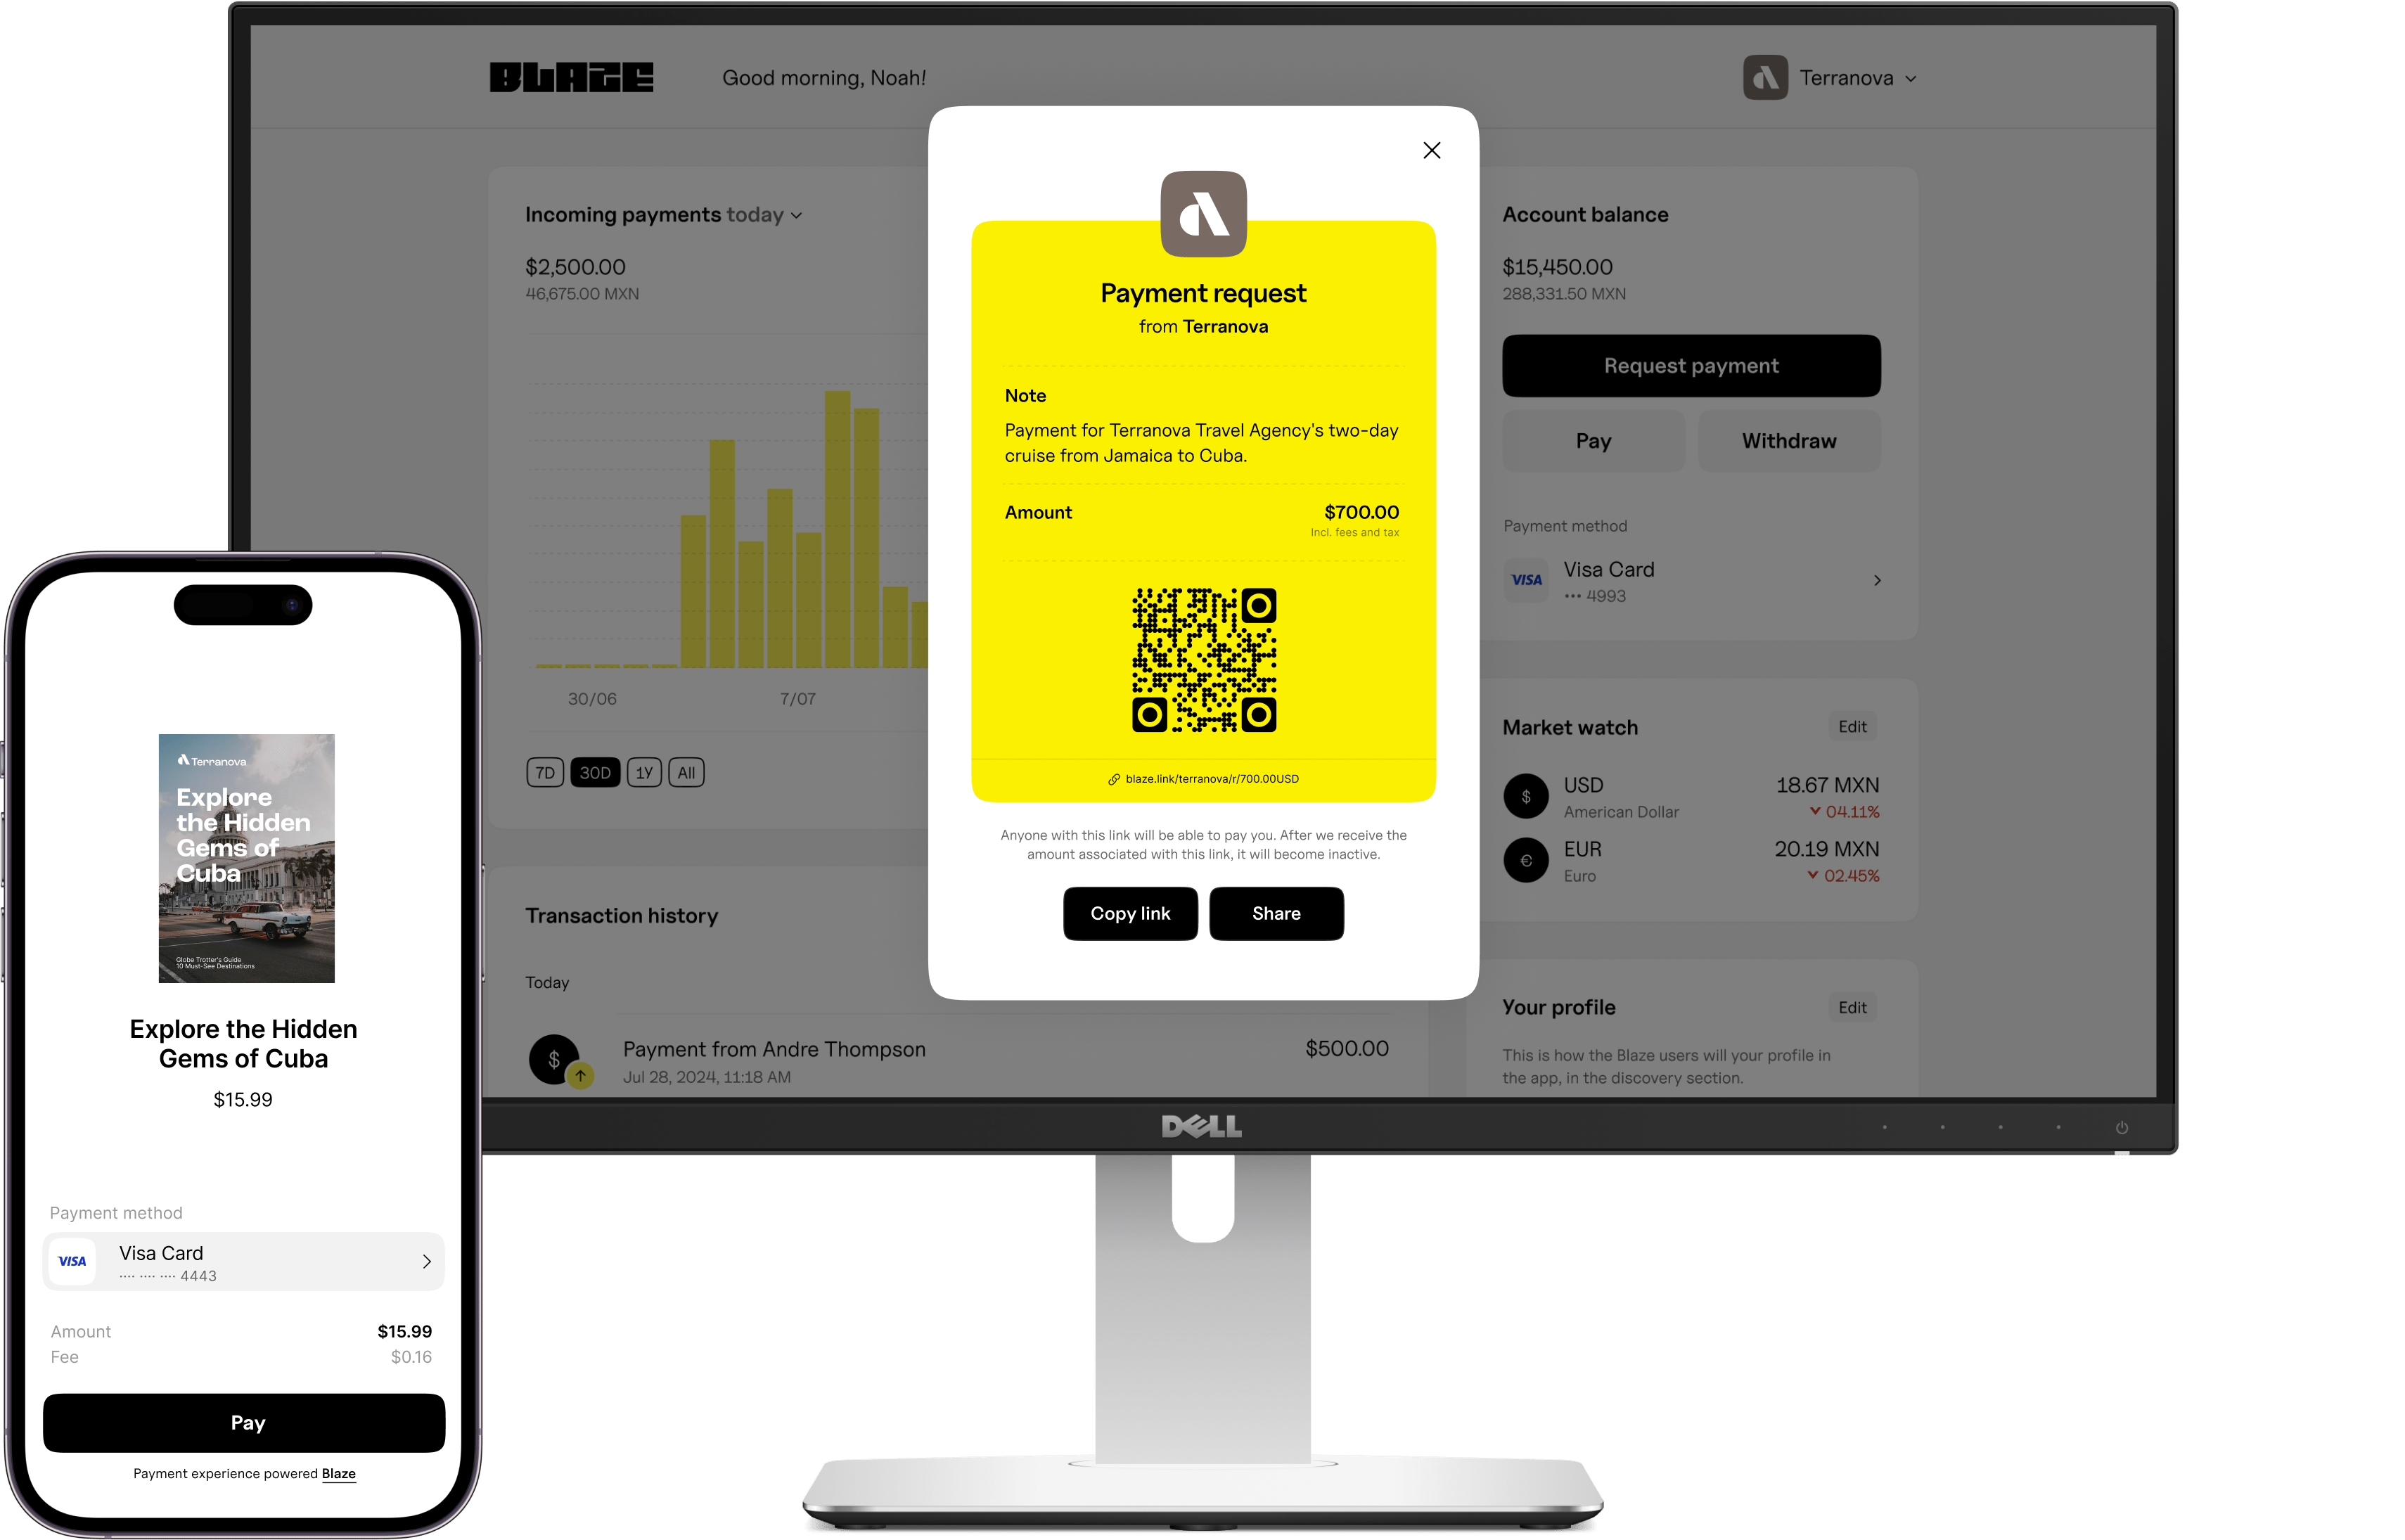 BLAZE
Good morning, Noah!
Terranova
Incoming payments today
$2,500.00
46,675.00 MXN
30/06
7/07
7D
30D
1Y
All
Transaction history
Today
$
Payment from Andre Thompson
$500.00
Jul 28, 2024, 11:18 AM
Payment request
from Terranova
Note
Payment for Terranova Travel Agency's two-day
cruise from Jamaica to Cuba.
Amount
$700.00
Incl. fees and tax
blaze.link/terranova/r/700.00USD
Anyone with this link will be able to pay you. After we receive the
amount associated with this link, it will become inactive.
Copy link
Share
Account balance
$15,450.00
288,331.50 MXN
Request payment
Pay
Withdraw
Payment method
VISA
Visa Card
••• 4993
Market watch
Edit
$
USD
18.67 MXN
American Dollar
04.11%
€
EUR
20.19 MXN
Euro
02.45%
Your profile
Edit
This is how the Blaze users will your profile in
the app, in the discovery section.
DELL
Terranova
Explore
the Hidden
Gems of
Cuba
Globe Trotter's Guide
10 Must-See Destinations
Explore the Hidden
Gems of Cuba
$15.99
Payment method
VISA
Visa Card
···· ···· ···· 4443
Amount
$15.99
Fee
$0.16
Pay
Payment experience powered Blaze